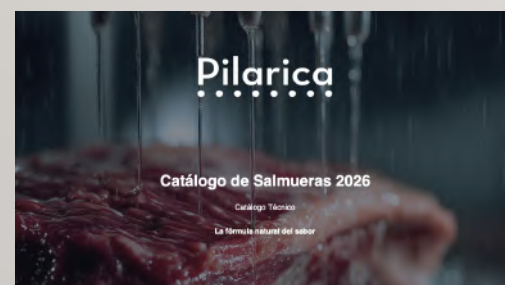 Pilarica
Catálogo de Salmueras 2026
Catálogo Técnico
La fórmula natural del sabor